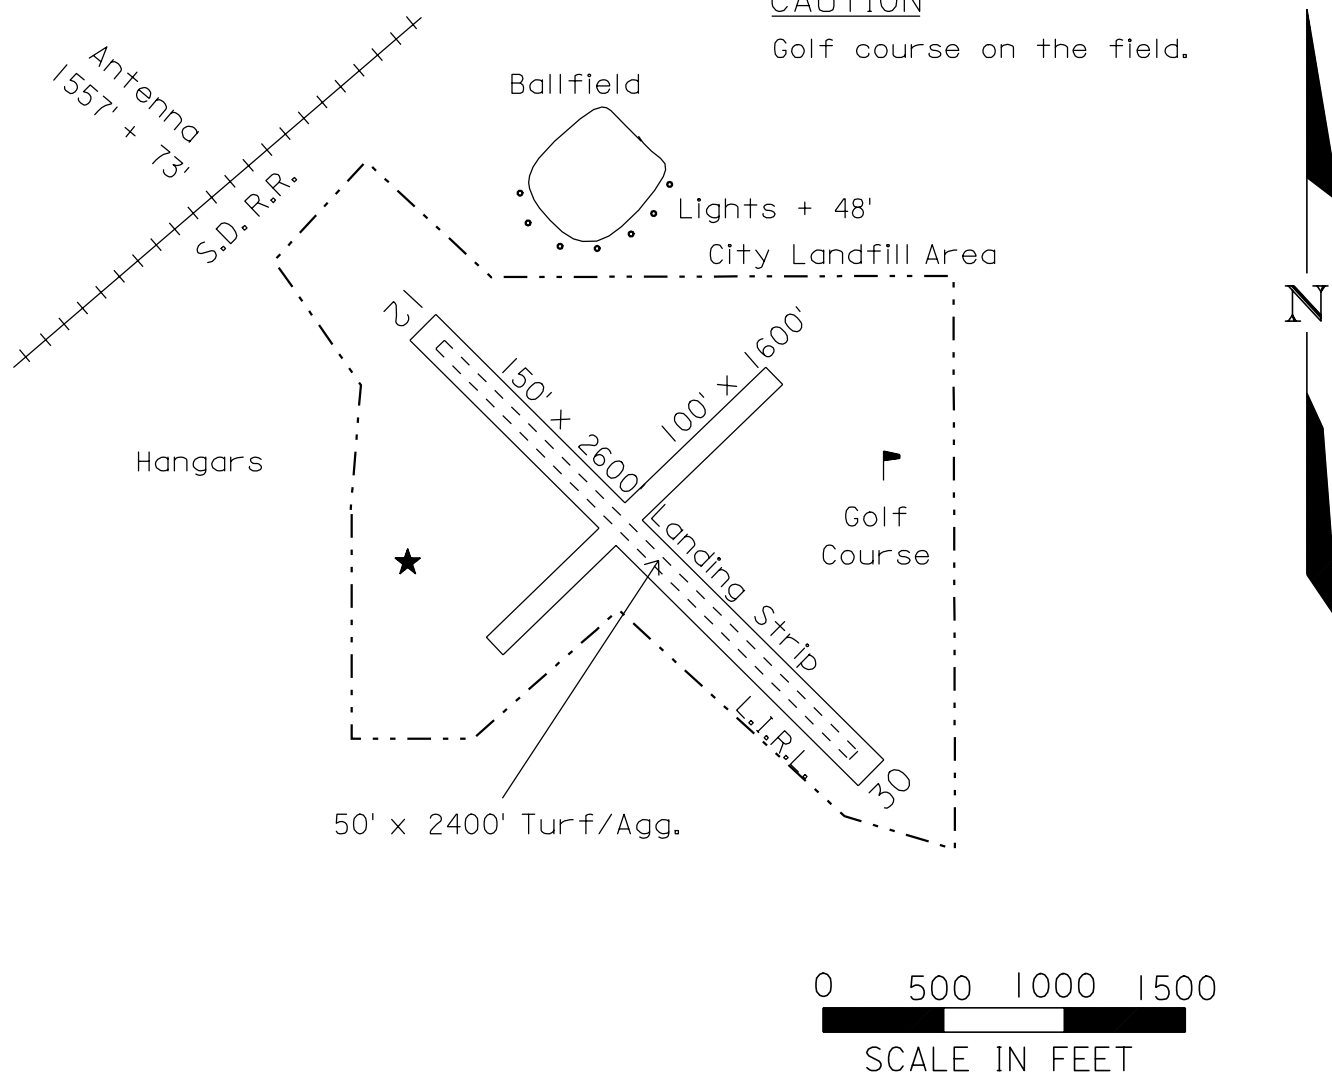 CAUTION
Golf course on the field.
Antenna
1557' + 73'
S.D. R.R.
Ballfield
Lights + 48'
City Landfill Area
12
150' x 2600'
100' x 1600'
Hangars
Golf
Course
Landing Strip
L.I.R.L.
30
50' x 2400' Turf/Agg.
N
0 500 1000 1500
SCALE IN FEET